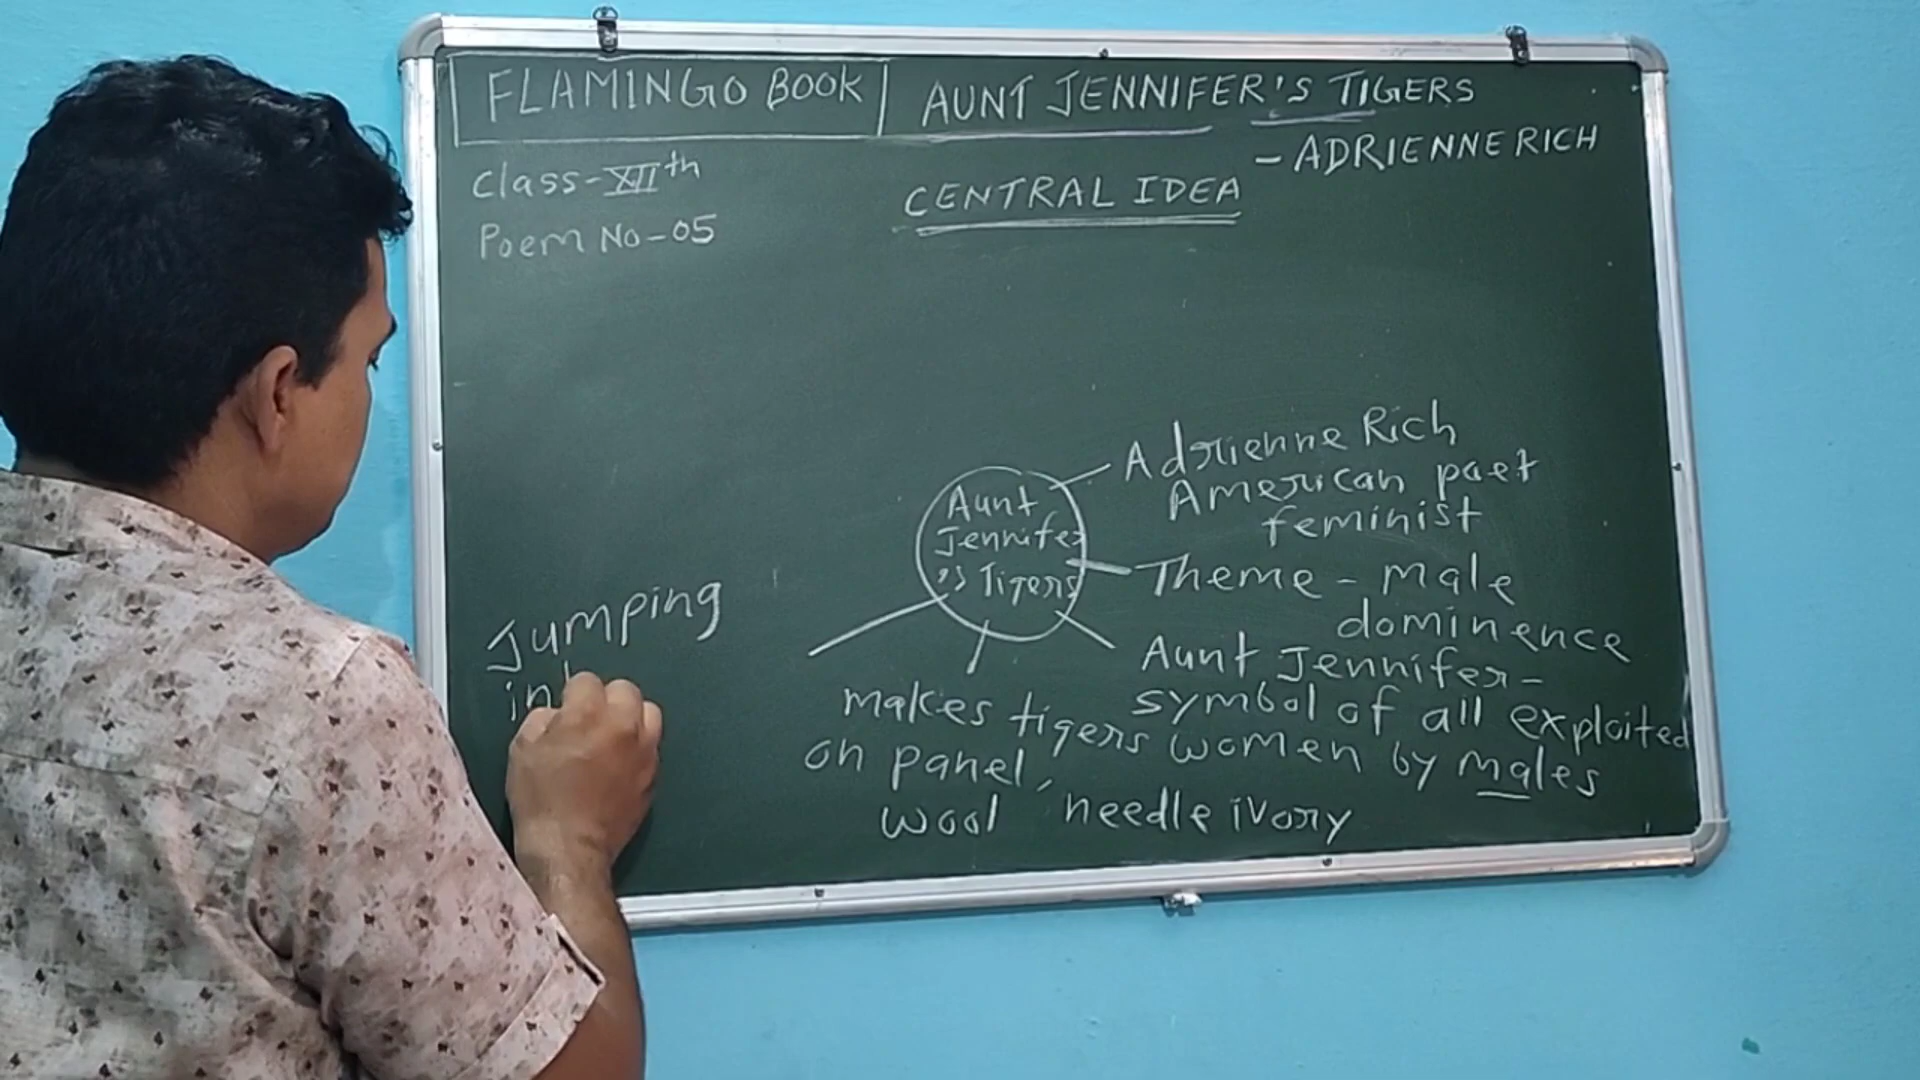 FLAMINGO BOOK
AUNT JENNIFER'S TIGERS
- ADRIENNE RICH
Class-XIIth
Poem No-05
CENTRAL IDEA
Aunt
Jennifer
's Tigers
Adrienne Rich
American poet
feminist
Theme - Male
dominence
Aunt Jennifer-
symbol of all exploited
women by males
makes tigers
on panel,
wool needle ivory
Jumping
in